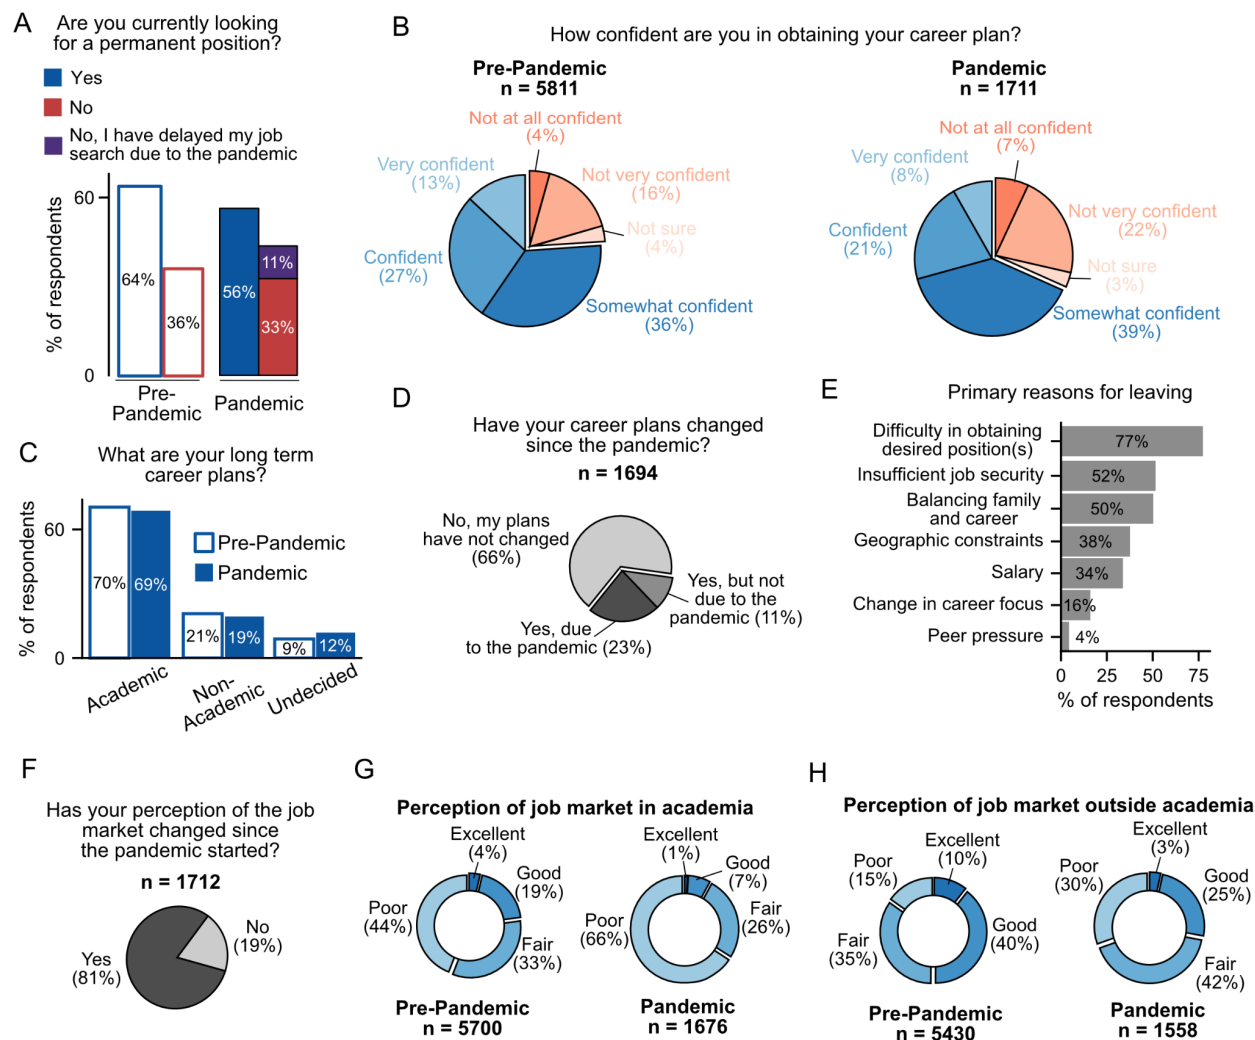 A
Are you currently looking
for a permanent position?
Yes
No
No, I have delayed my job
search due to the pandemic
% of respondents
60
0
64%
36%
56%
11%
33%
Pre-
Pandemic
Pandemic
B
How confident are you in obtaining your career plan?
Pre-Pandemic
n = 5811
Not at all confident
(4%)
Very confident
(13%)
Not very confident
(16%)
Not sure
(4%)
Confident
(27%)
Somewhat confident
(36%)
Pandemic
n = 1711
Not at all confident
(7%)
Very confident
(8%)
Not very confident
(22%)
Confident
(21%)
Not sure
(3%)
Somewhat confident
(39%)
C
What are your long term
career plans?
% of respondents
60
0
Pre-Pandemic
Pandemic
70%
69%
21%
19%
9%
12%
Academic
Non-
Academic
Undecided
D
Have your career plans changed
since the pandemic?
n = 1694
No, my plans
have not changed
(66%)
Yes, but not
due to the
pandemic (11%)
Yes, due
to the pandemic (23%)
E
Primary reasons for leaving
Difficulty in obtaining
desired position(s)
77%
Insufficient job security
52%
Balancing family
and career
50%
Geographic constraints
38%
Salary
34%
Change in career focus
16%
Peer pressure
4%
0 25 50 75
% of respondents
F
Has your perception of the job
market changed since
the pandemic started?
n = 1712
No
(19%)
Yes
(81%)
G
Perception of job market in academia
Excellent
(4%)
Good
(19%)
Poor
(44%)
Fair
(33%)
Pre-Pandemic
n = 5700
Excellent
(1%)
Good
(7%)
Fair
(26%)
Poor
(66%)
Pandemic
n = 1676
H
Perception of job market outside academia
Excellent
(10%)
Poor
(15%)
Good
(40%)
Fair
(35%)
Pre-Pandemic
n = 5430
Excellent
(3%)
Poor
(30%)
Good
(25%)
Fair
(42%)
Pandemic
n = 1558